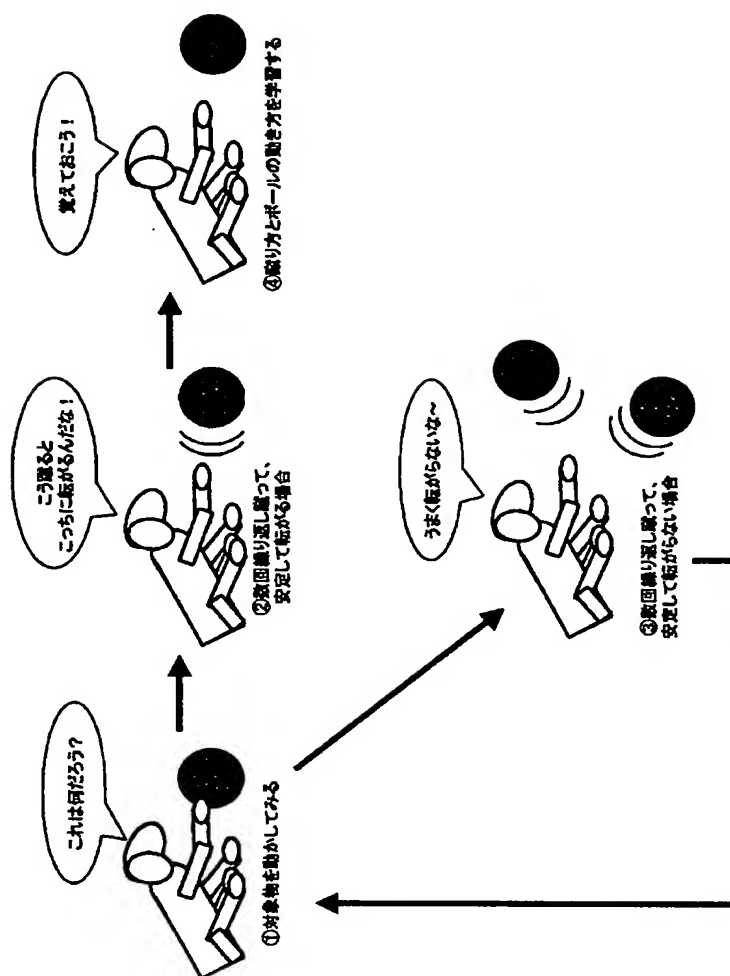 これは何だろう?
①対象物を動かしてみる
こう蹴ると
こっちに転がるんだな!
②数回繰り返し蹴って、
安定して転がる場合
うまく転がらないな~
③数回繰り返し蹴って、
安定して転がらない場合
覚えておこう!
④蹴り方とボールの動き方を学習する